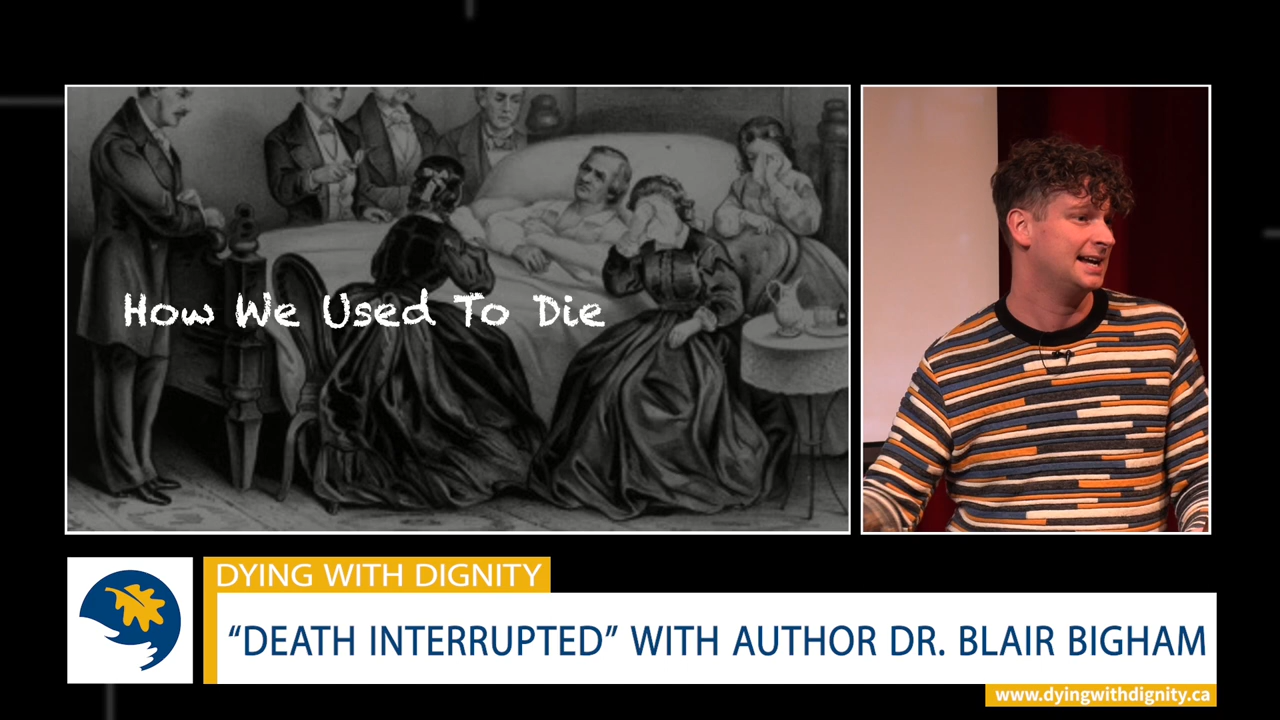 How We Used To Die
DYING WITH DIGNITY
“DEATH INTERRUPTED” WITH AUTHOR DR. BLAIR BIGHAM
www.dyingwithdignity.ca